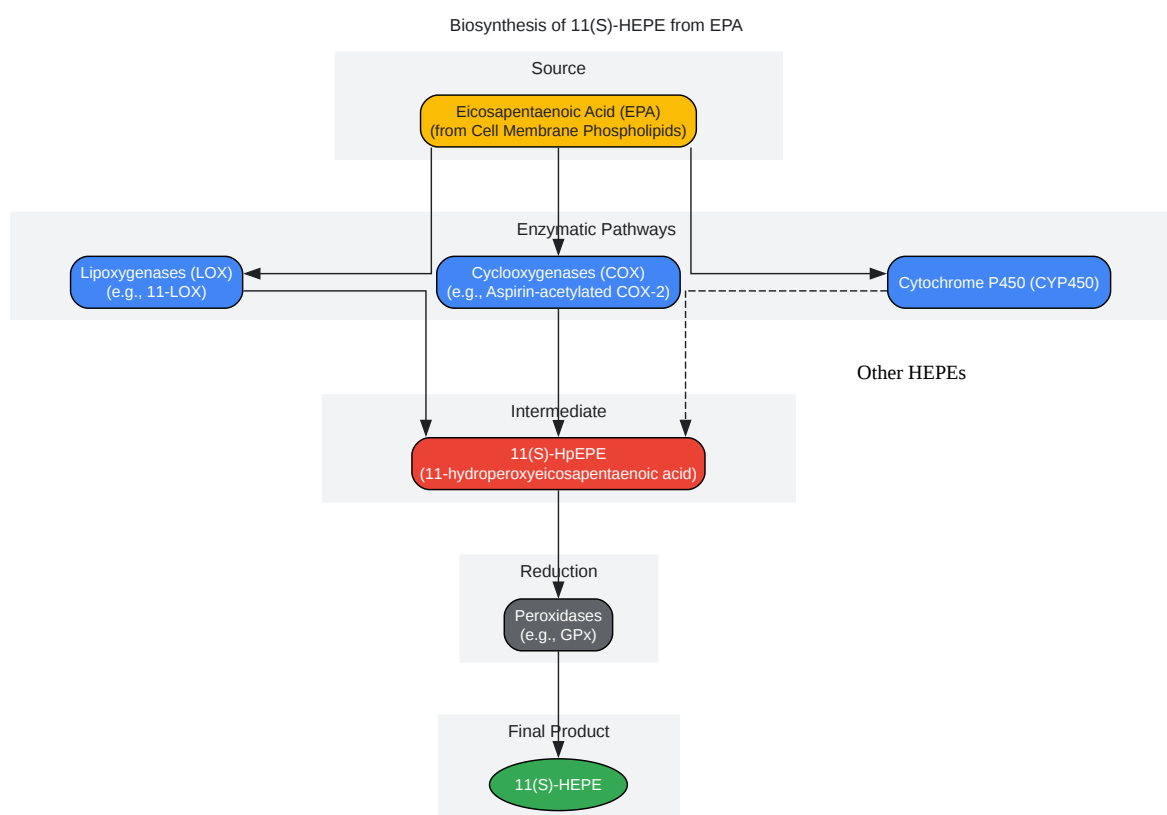 Biosynthesis of 11(S)-HEPE from EPA
Source
Eicosapentaenoic Acid (EPA)
(from Cell Membrane Phospholipids)
Enzymatic Pathways
Lipoxygenases (LOX)
(e.g., 11-LOX)
Cyclooxygenases (COX)
(e.g., Aspirin-acetylated COX-2)
Cytochrome P450 (CYP450)
Other HEPEs
Intermediate
11(S)-HpEPE
(11-hydroperoxyeicosapentaenoic acid)
Reduction
Peroxidases
(e.g., GPx)
Final Product
11(S)-HEPE